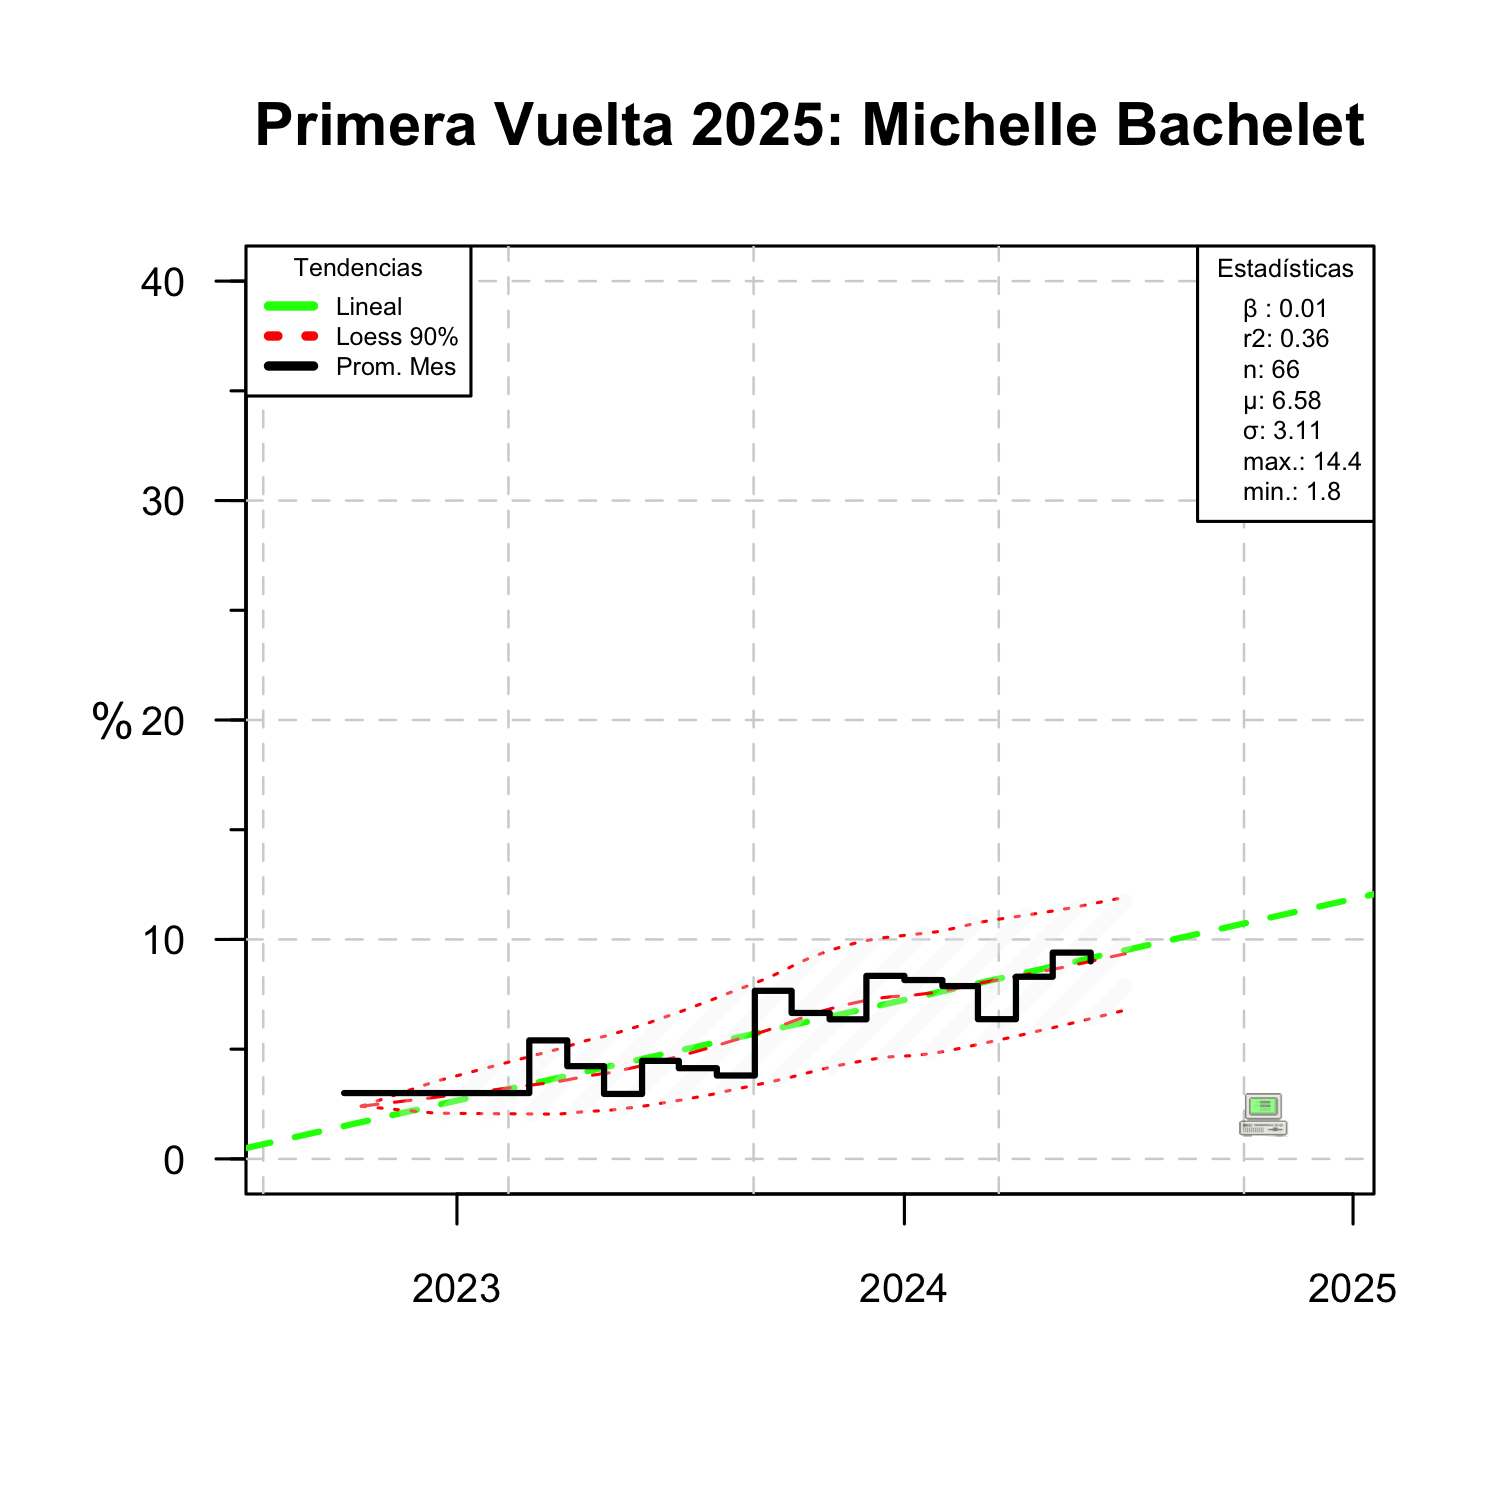 Primera Vuelta 2025: Michelle Bachelet
Tendencias
Lineal
Loess 90%
Prom. Mes
Estadísticas
β : 0.01
r2: 0.36
n: 66
μ: 6.58
σ: 3.11
max.: 14.4
min.: 1.8
40
30
% 20
10
0
2023 2024 2025